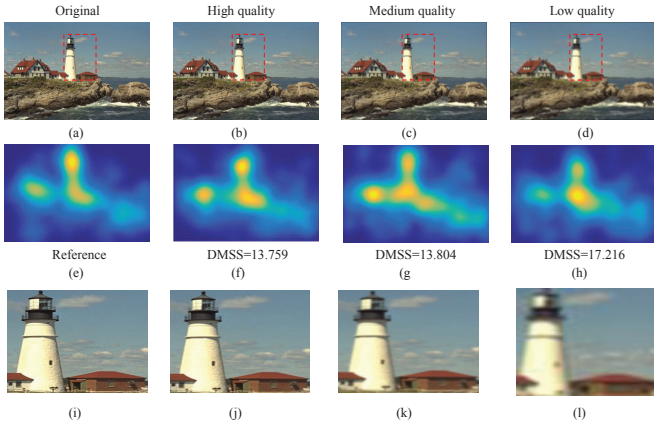 Original High quality Medium quality Low quality
(a) (b) (c) (d)
Reference DMSS=13.759 DMSS=13.804 DMSS=17.216
(e) (f) (g) (h)
(i) (j) (k) (l)